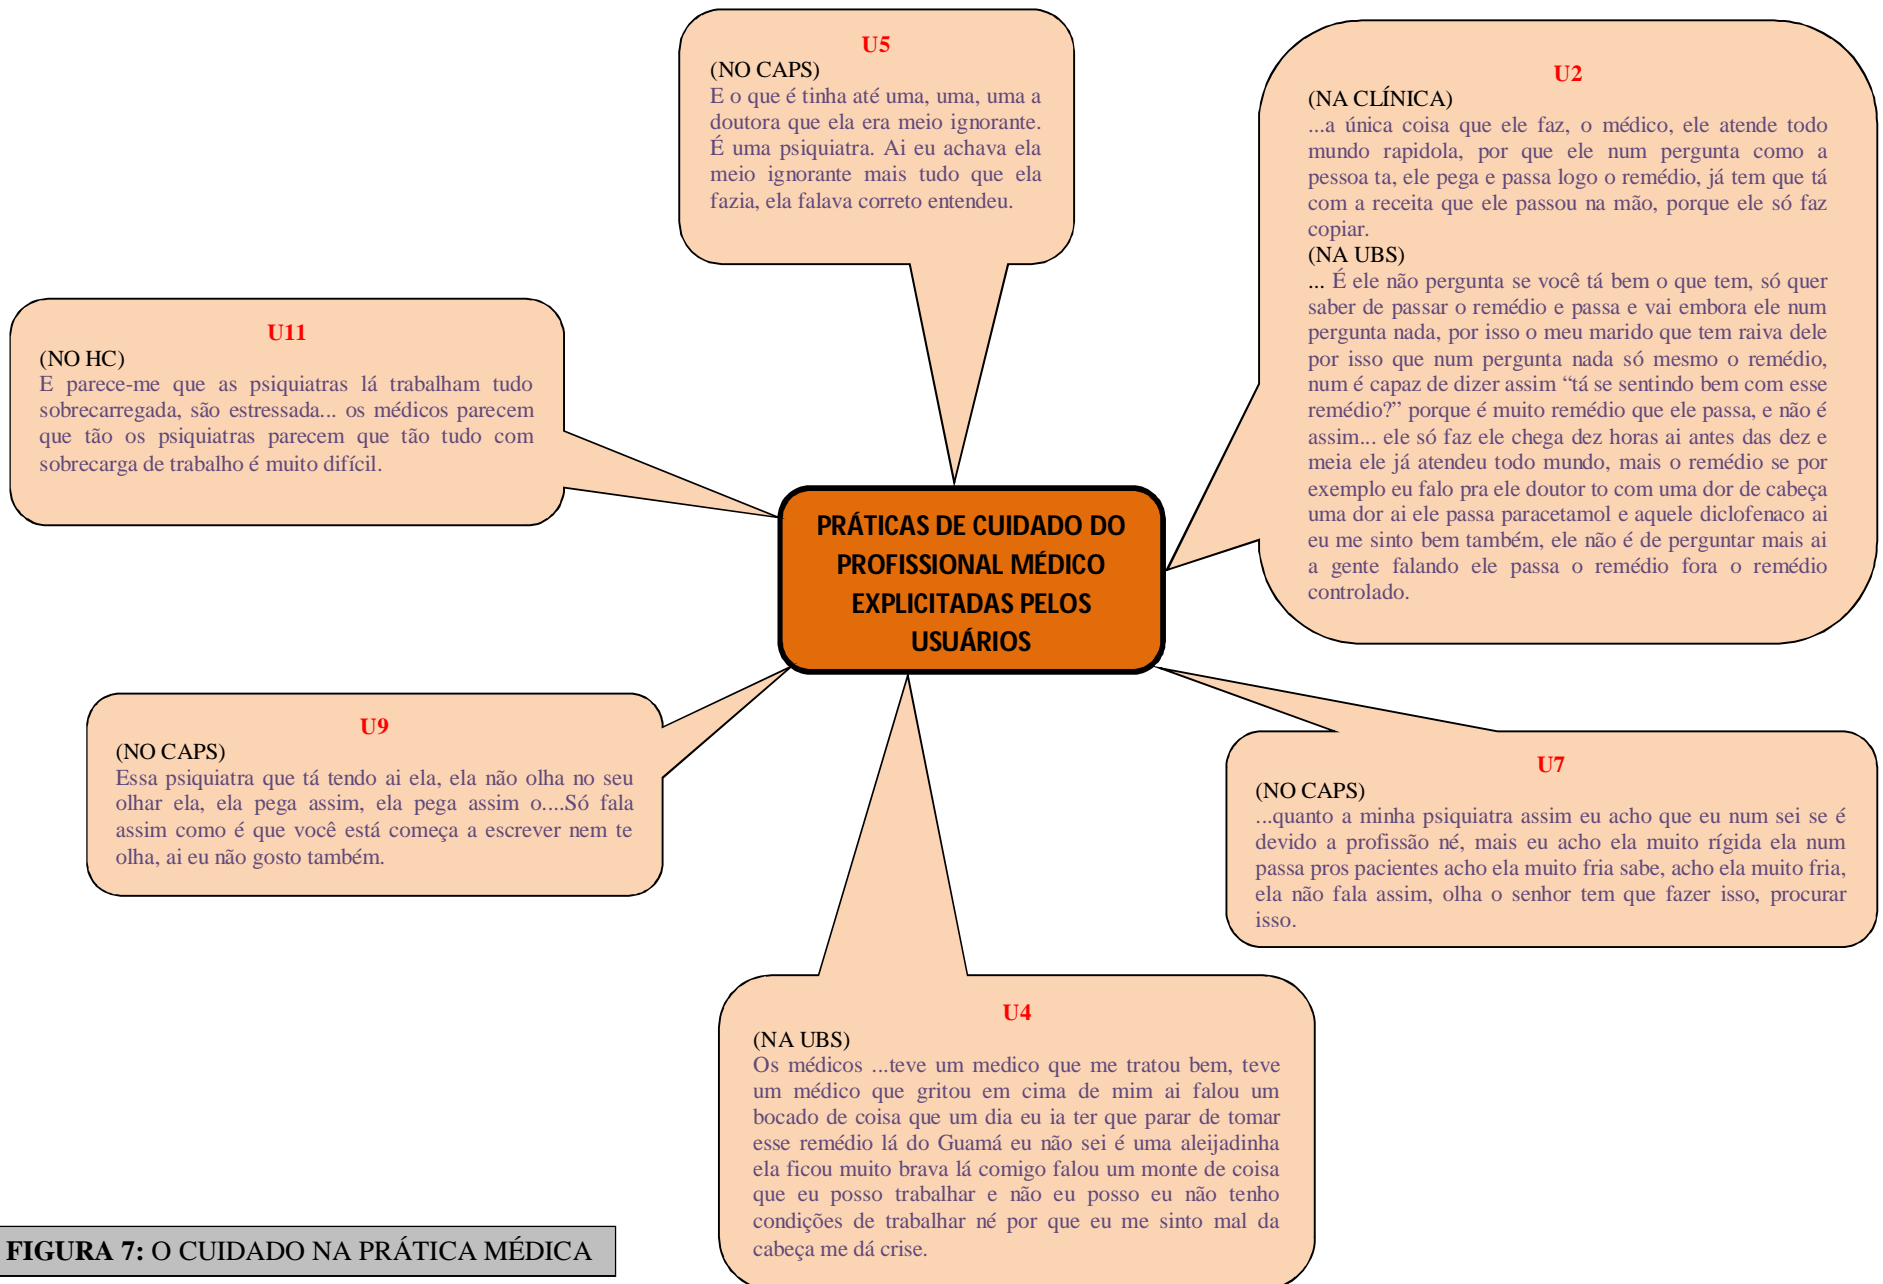 U5
(NO CAPS)
E o que é tinha até uma, uma, uma a
doutora que ela era meio ignorante.
É uma psiquiatra. Ai eu achava ela
meio ignorante mais tudo que ela
fazia, ela falava correto entendeu.
U2
(NA CLÍNICA)
...a única coisa que ele faz, o médico, ele atende todo
mundo rapidola, por que ele num pergunta como a
pessoa ta, ele pega e passa logo o remédio, já tem que tá
com a receita que ele passou na mão, porque ele só faz
copiar.
(NA UBS)
... É ele não pergunta se você tá bem o que tem, só quer
saber de passar o remédio e passa e vai embora ele num
pergunta nada, por isso o meu marido que tem raiva dele
por isso que num pergunta nada só mesmo o remédio,
num é capaz de dizer assim “tá se sentindo bem com esse
remédio?” porque é muito remédio que ele passa, e não é
assim... ele só faz ele chega dez horas ai antes das dez e
meia ele já atendeu todo mundo, mais o remédio se por
exemplo eu falo pra ele doutor to com uma dor de cabeça
uma dor ai ele passa paracetamol e aquele diclofenaco ai
eu me sinto bem também, ele não é de perguntar mais ai
a gente falando ele passa o remédio fora o remédio
controlado.
U11
(NO HC)
E parece-me que as psiquiatras lá trabalham tudo
sobrecarregada, são estressada... os médicos parecem
que tão os psiquiatras parecem que tão tudo com
sobrecarga de trabalho é muito difícil.
PRÁTICAS DE CUIDADO DO
PROFISSIONAL MÉDICO
EXPLICITADAS PELOS
USUÁRIOS
U9
(NO CAPS)
Essa psiquiatra que tá tendo ai ela, ela não olha no seu
olhar ela, ela pega assim, ela pega assim o....Só fala
assim como é que você está começa a escrever nem te
olha, ai eu não gosto também.
U7
(NO CAPS)
...quanto a minha psiquiatra assim eu acho que eu num sei se é
devido a profissão né, mais eu acho ela muito rígida ela num
passa pros pacientes acho ela muito fria sabe, acho ela muito fria,
ela não fala assim, olha o senhor tem que fazer isso, procurar
isso.
U4
(NA UBS)
Os médicos ...teve um medico que me tratou bem, teve
um médico que gritou em cima de mim ai falou um
bocado de coisa que um dia eu ia ter que parar de tomar
esse remédio lá do Guamá eu não sei é uma aleijadinha
ela ficou muito brava lá comigo falou um monte de coisa
que eu posso trabalhar e não eu posso eu não tenho
condições de trabalhar né por que eu me sinto mal da
cabeça me dá crise.
FIGURA 7: O CUIDADO NA PRÁTICA MÉDICA